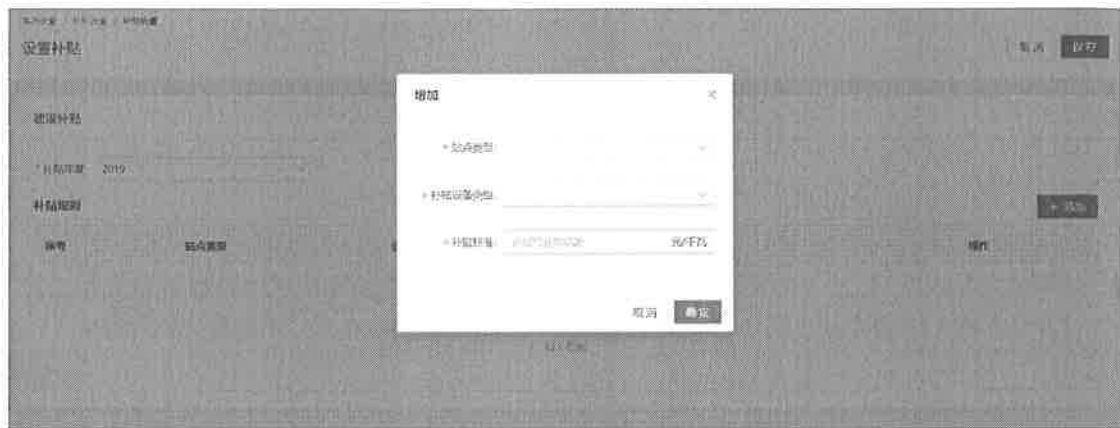 设置补贴
取消
保存
增加
建设补贴
* 站点类型:
* 补贴年度: 2019
* 补贴设备类型:
补贴规则
+ 添加
序号
站点类型
操作
* 补贴标准:
元/千瓦
取消
确定